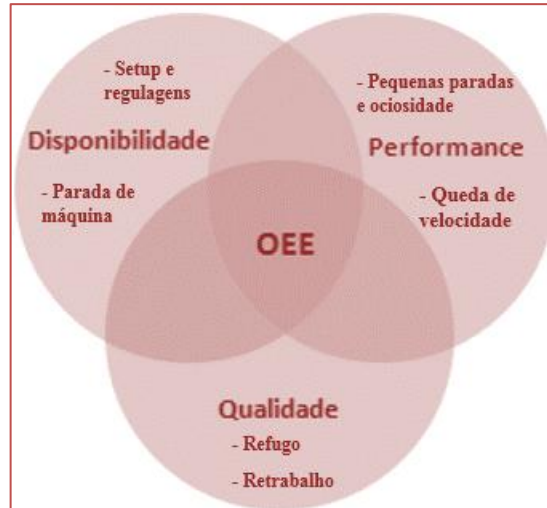 - Setup e
regulagens
Disponibilidade
- Parada de
máquina
- Pequenas paradas
e ociosidade
Performance
- Queda de
velocidade
OEE
Qualidade
- Refugo
- Retrabalho